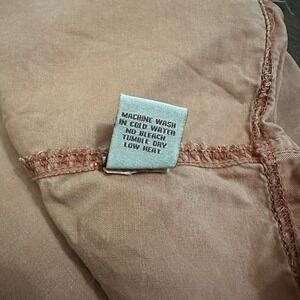 MACHINE WASH
IN COLD WATER
NO BLEACH
TUMBLE DRY
LOW HEAT